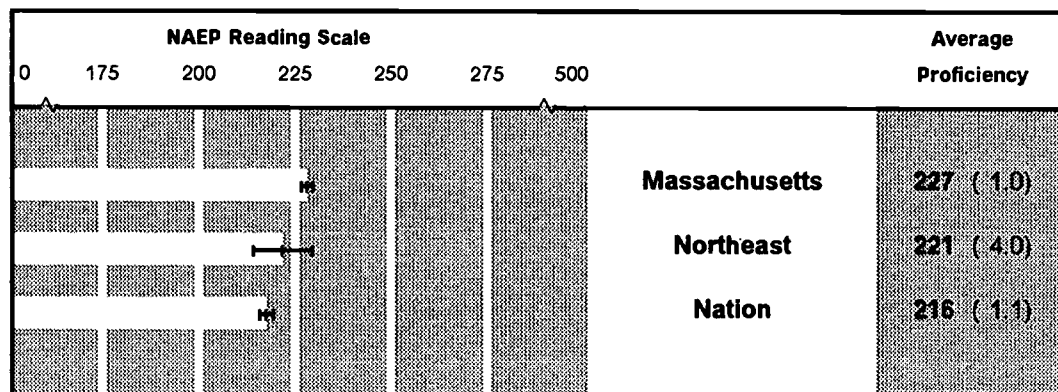 NAEP Reading Scale
Average
0 175 200 225 250 275 500
Proficiency
Massachusetts 227 ( 1.0)
Northeast 221 ( 4.0)
Nation 216 ( 1.1)